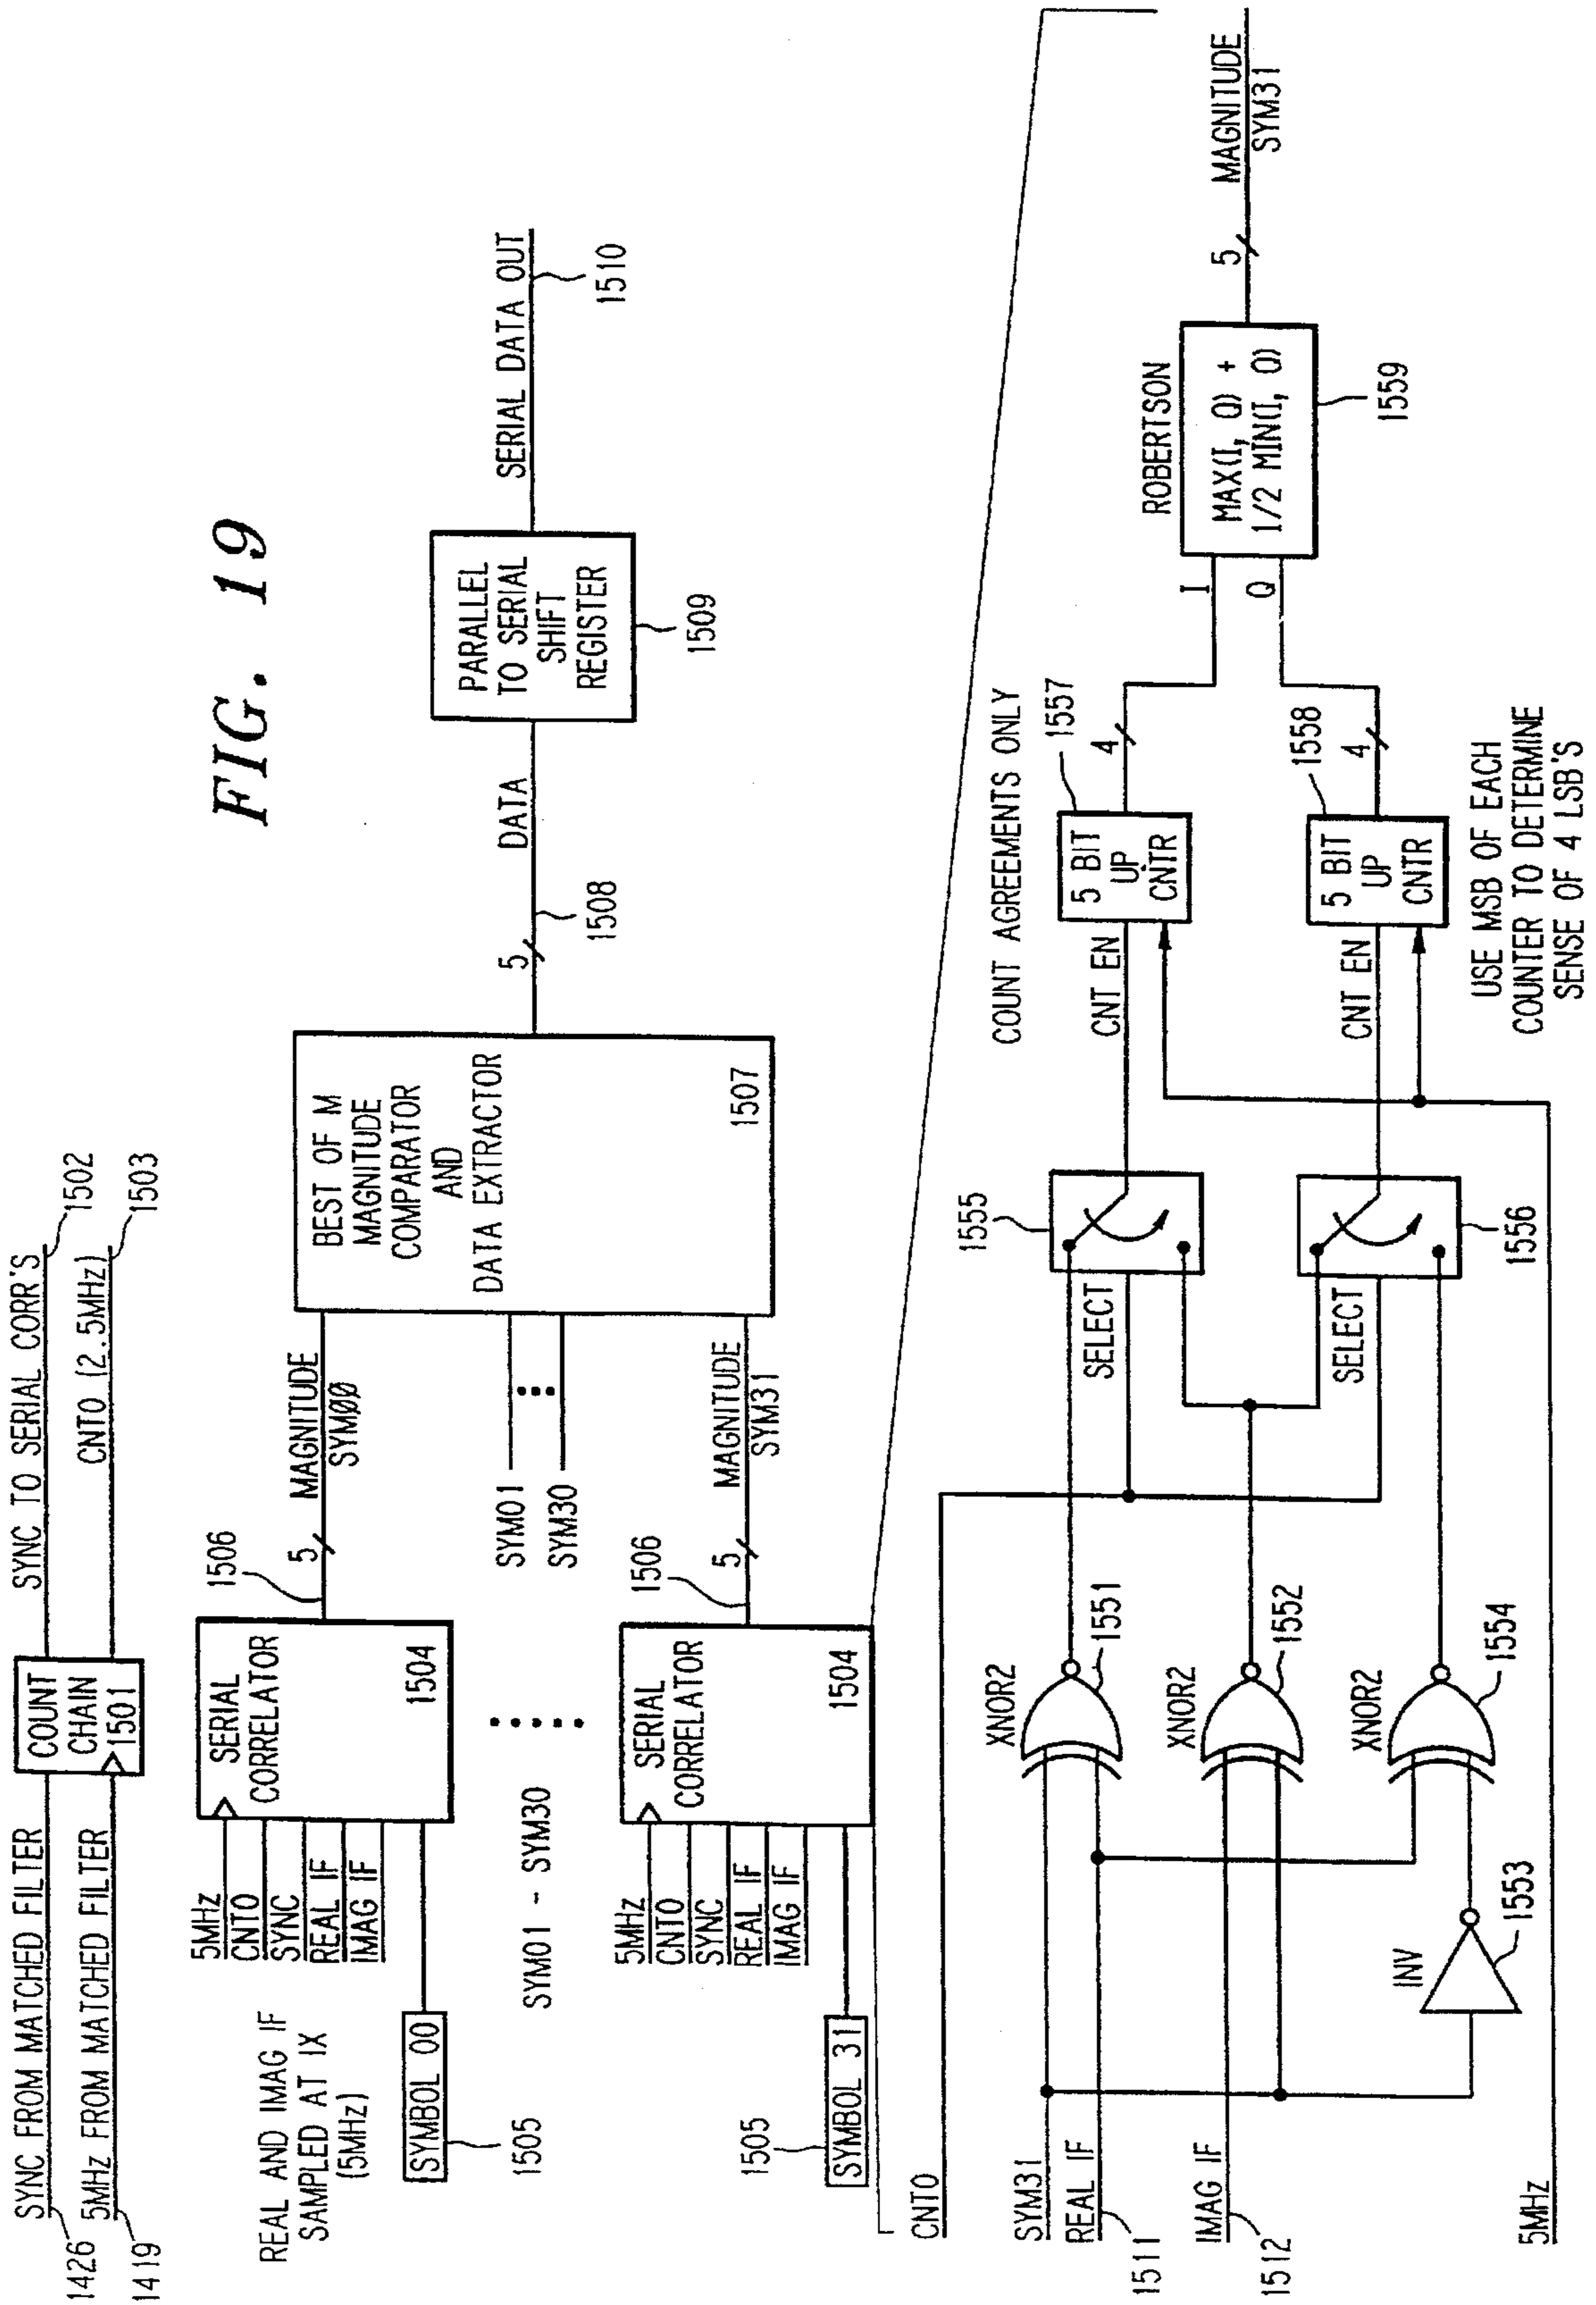 FIG. 19
SYNC FROM MATCHED FILTER
1426
5MHz FROM MATCHED FILTER
1419
COUNT
CHAIN
1501
SYNC TO SERIAL CORR'S
1502
CNTO (2.5MHz)
1503
REAL AND IMAG IF
SAMPLED AT 1X
(5MHz)
5MHz
CNTO
SYNC
REAL IF
IMAG IF
SYMBOL 00
1505
SERIAL
CORRELATOR
1504
1506
5
MAGNITUDE
SYMØØ
SYM01 - SYM30
SYM01
SYM30
5MHz
CNTO
SYNC
REAL IF
IMAG IF
SYMBOL 31
1505
SERIAL
CORRELATOR
1504
1506
5
MAGNITUDE
SYM31
BEST OF M
MAGNITUDE
COMPARATOR
AND
DATA EXTRACTOR
1507
5
1508
DATA
PARALLEL
TO SERIAL
SHIFT
REGISTER
1509
SERIAL DATA OUT
1510
CNTO
SYM31
REAL IF
1511
IMAG IF
1512
5MHz
INV
1553
XNOR2
1551
XNOR2
1552
XNOR2
1554
1555
SELECT
SELECT
1556
COUNT AGREEMENTS ONLY
CNT EN
5 BIT
UP
CNTR
1557
4
CNT EN
5 BIT
UP
CNTR
1558
4
USE MSB OF EACH
COUNTER TO DETERMINE
SENSE OF 4 LSB'S
I
Q
ROBERTSON
MAX(I, Q) +
1/2 MIN(I, Q)
1559
5
MAGNITUDE
SYM31